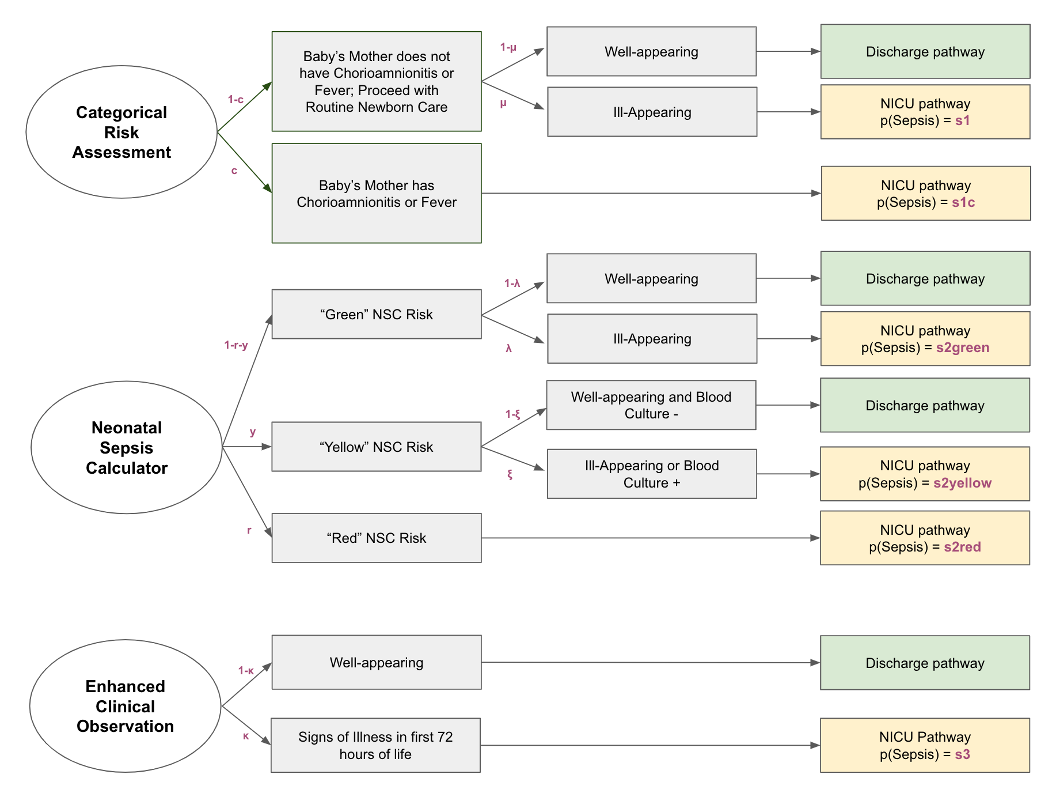 Categorical
Risk
Assessment
1-c
c
Baby's Mother does not
have Chorioamnionitis or
Fever; Proceed with
Routine Newborn Care
1-μ
μ
Well-appearing
Discharge pathway
Ill-Appearing
NICU pathway
p(Sepsis) = s1
Baby's Mother has
Chorioamnionitis or Fever
NICU pathway
p(Sepsis) = s1c
Neonatal
Sepsis
Calculator
1-r-y
y
r
“Green” NSC Risk
1-λ
λ
Well-appearing
Discharge pathway
Ill-Appearing
NICU pathway
p(Sepsis) = s2green
“Yellow” NSC Risk
1-ξ
ξ
Well-appearing and Blood
Culture -
Discharge pathway
Ill-Appearing or Blood
Culture +
NICU pathway
p(Sepsis) = s2yellow
“Red” NSC Risk
NICU pathway
p(Sepsis) = s2red
Enhanced
Clinical
Observation
1-κ
κ
Well-appearing
Discharge pathway
Signs of Illness in first 72
hours of life
NICU Pathway
p(Sepsis) = s3